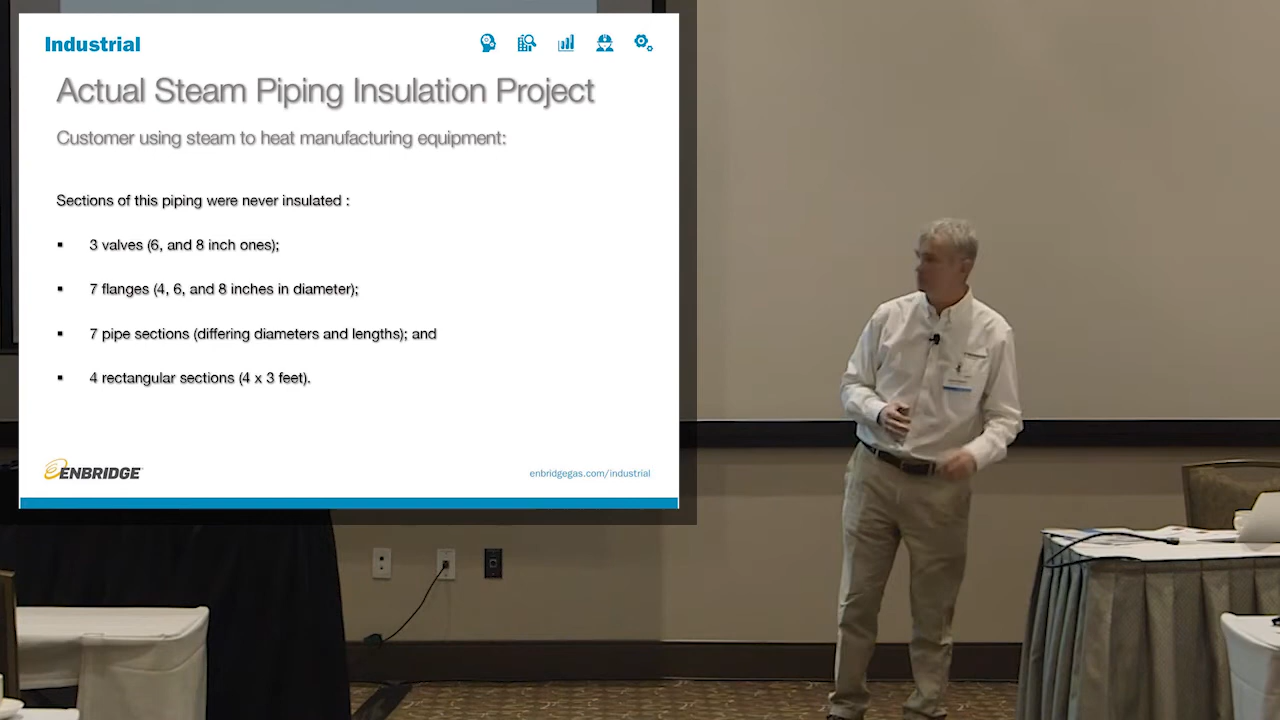 Industrial
Actual Steam Piping Insulation Project
Customer using steam to heat manufacturing equipment:
Sections of this piping were never insulated :
▪ 3 valves (6, and 8 inch ones);
▪ 7 flanges (4, 6, and 8 inches in diameter);
▪ 7 pipe sections (differing diameters and lengths); and
▪ 4 rectangular sections (4 x 3 feet).
ENBRIDGE
enbridgegas.com/industrial